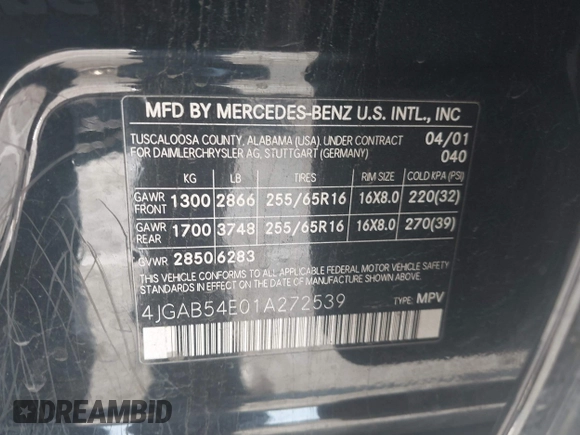 MFD BY MERCEDES-BENZ U.S. INTL., INC
TUSCALOOSA COUNTY, ALABAMA (USA), UNDER CONTRACT 04/01
FOR DAIMLERCHRYSLER AG, STUTTGART (GERMANY) 040
KG LB TIRES RIM SIZE COLD KPA (PSI)
GAWR FRONT 1300 2866 255/65R16 16X8.0 220(32)
GAWR REAR 1700 3748 255/65R16 16X8.0 270(39)
GVWR 2850 6283
THIS VEHICLE CONFORMS TO ALL APPLICABLE FEDERAL MOTOR VEHICLE SAFETY
STANDARDS IN EFFECT ON THE DATE OF MANUFACTURE SHOWN ABOVE.
4JGAB54E01A272539 TYPE: MPV
DREAMBID